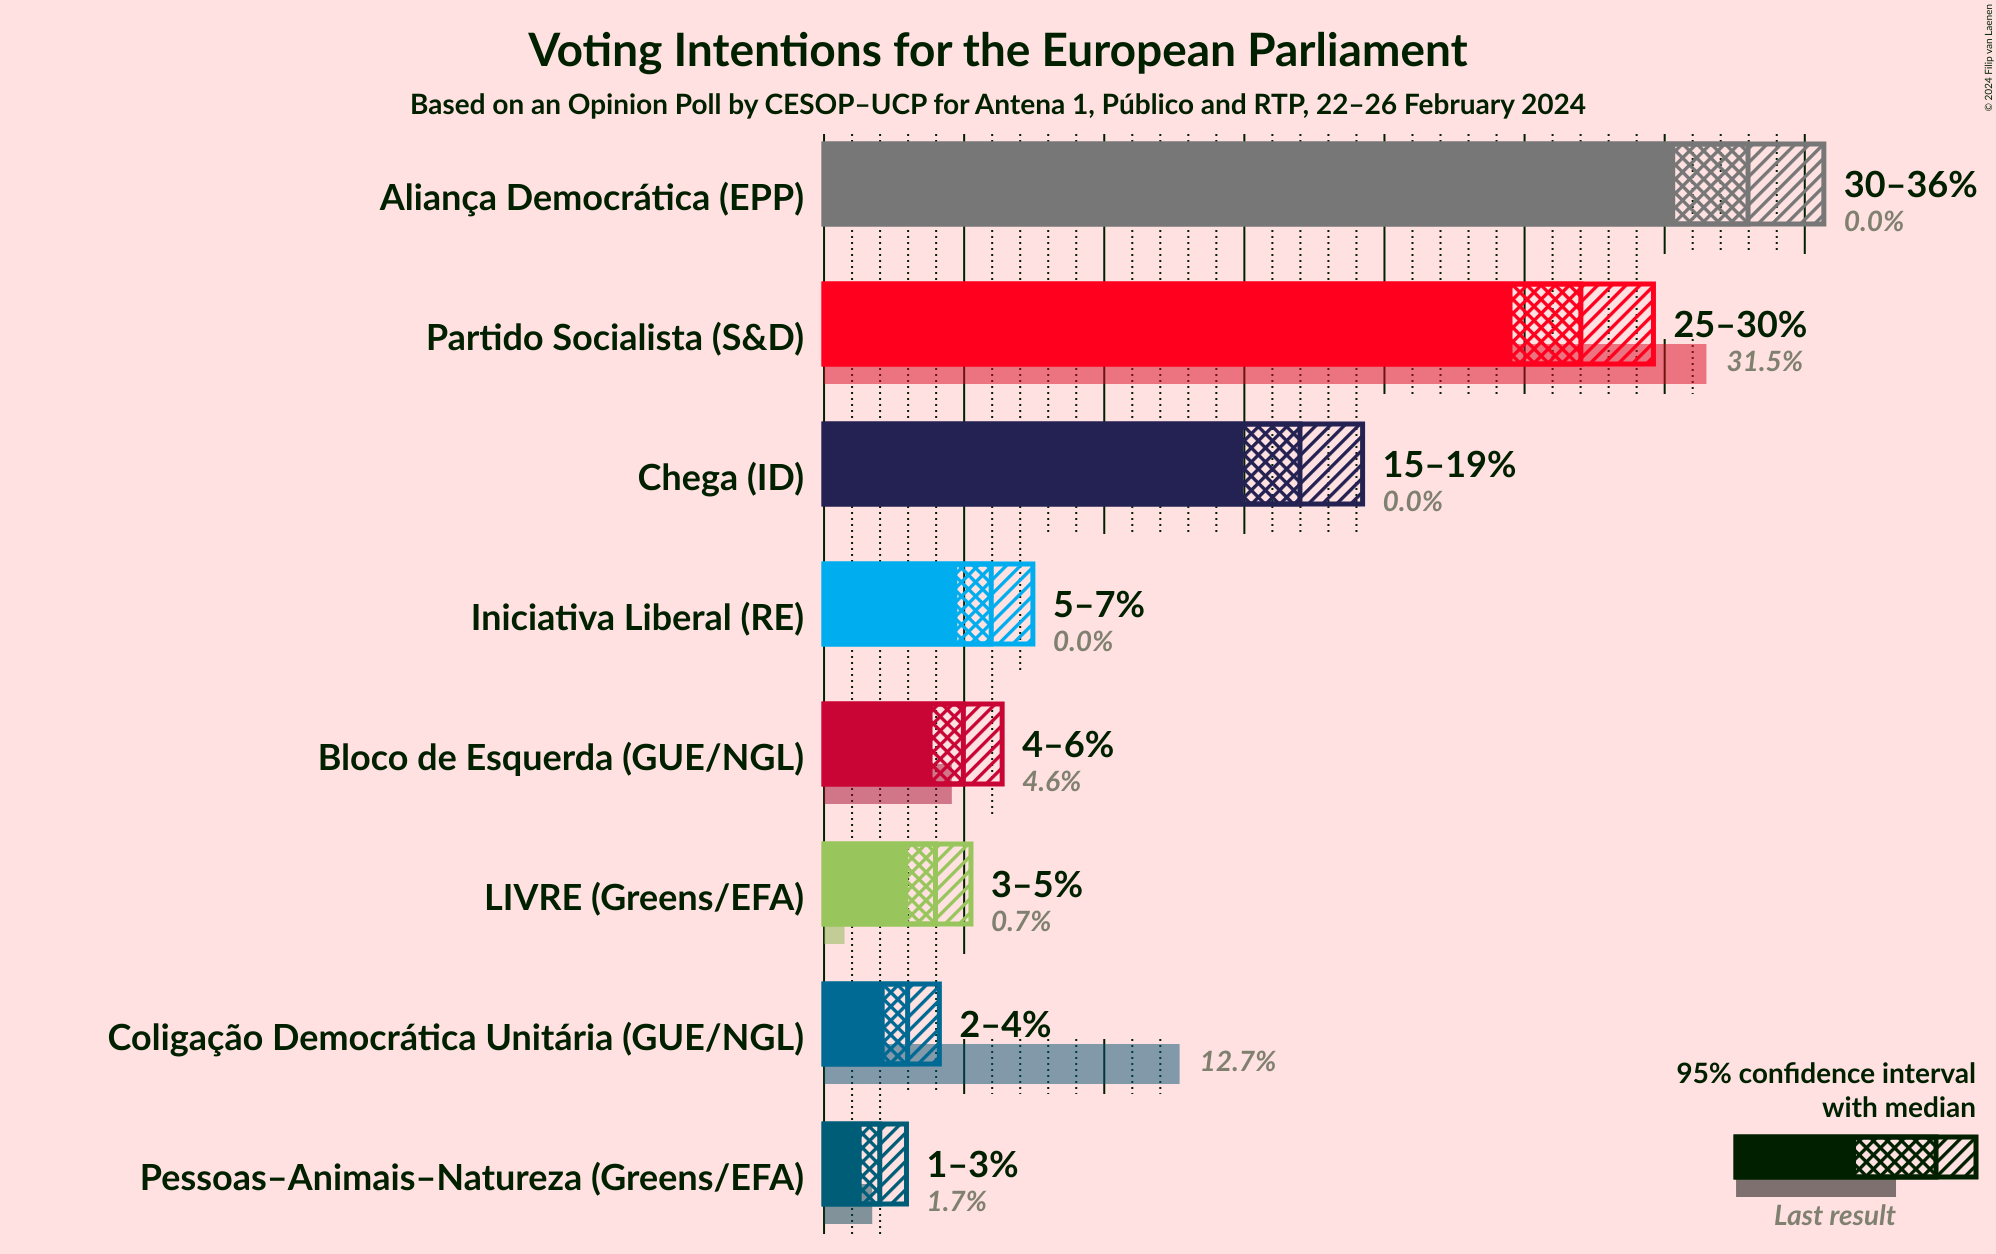 Voting Intentions for the European Parliament
Based on an Opinion Poll by CESOP–UCP for Antena 1, Público and RTP, 22–26 February 2024
© 2024 Filip van Laenen
Aliança Democrática (EPP)
30–36%
0.0%
Partido Socialista (S&D)
25–30%
31.5%
Chega (ID)
15–19%
0.0%
Iniciativa Liberal (RE)
5–7%
0.0%
Bloco de Esquerda (GUE/NGL)
4–6%
4.6%
LIVRE (Greens/EFA)
3–5%
0.7%
Coligação Democrática Unitária (GUE/NGL)
2–4%
12.7%
Pessoas–Animais–Natureza (Greens/EFA)
1–3%
1.7%
95% confidence interval
with median
Last result